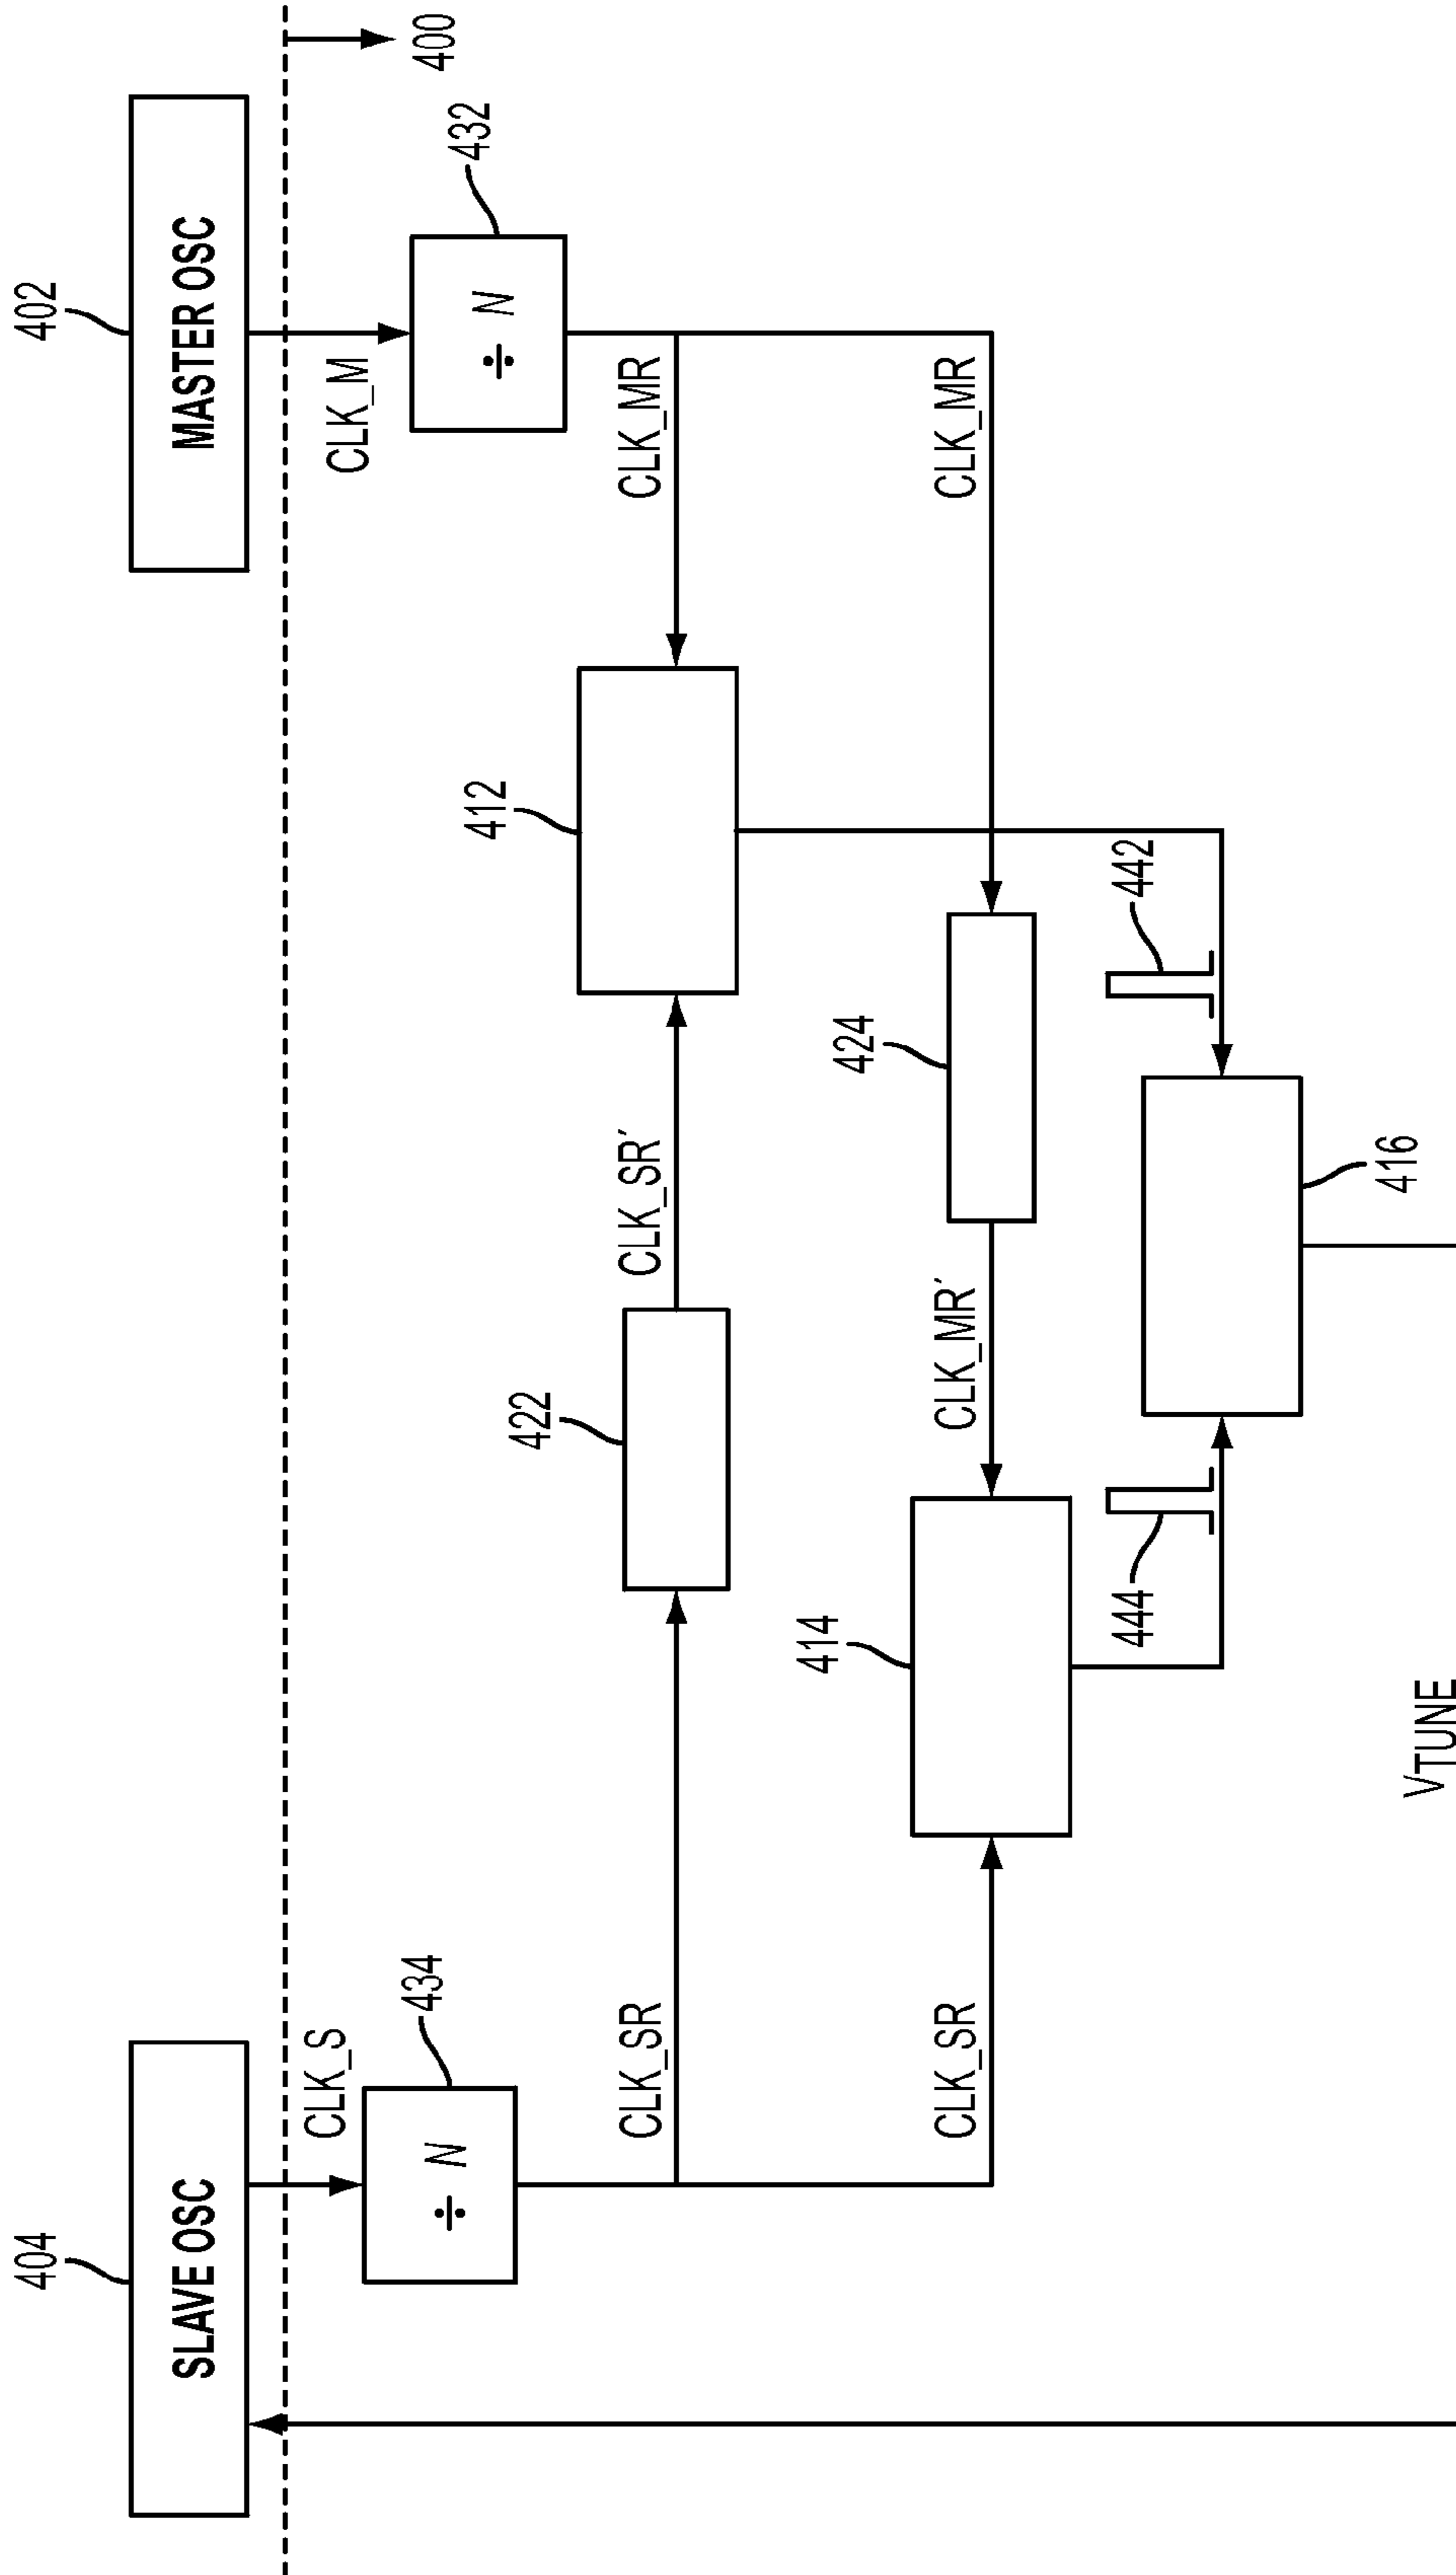 404
402
SLAVE OSC
MASTER OSC
400
CLK_S
CLK_M
434
432
÷ N
÷ N
412
422
CLK_SR
CLK_SR′
CLK_MR
414
424
CLK_SR
CLK_MR′
CLK_MR
444
442
416
VTUNE